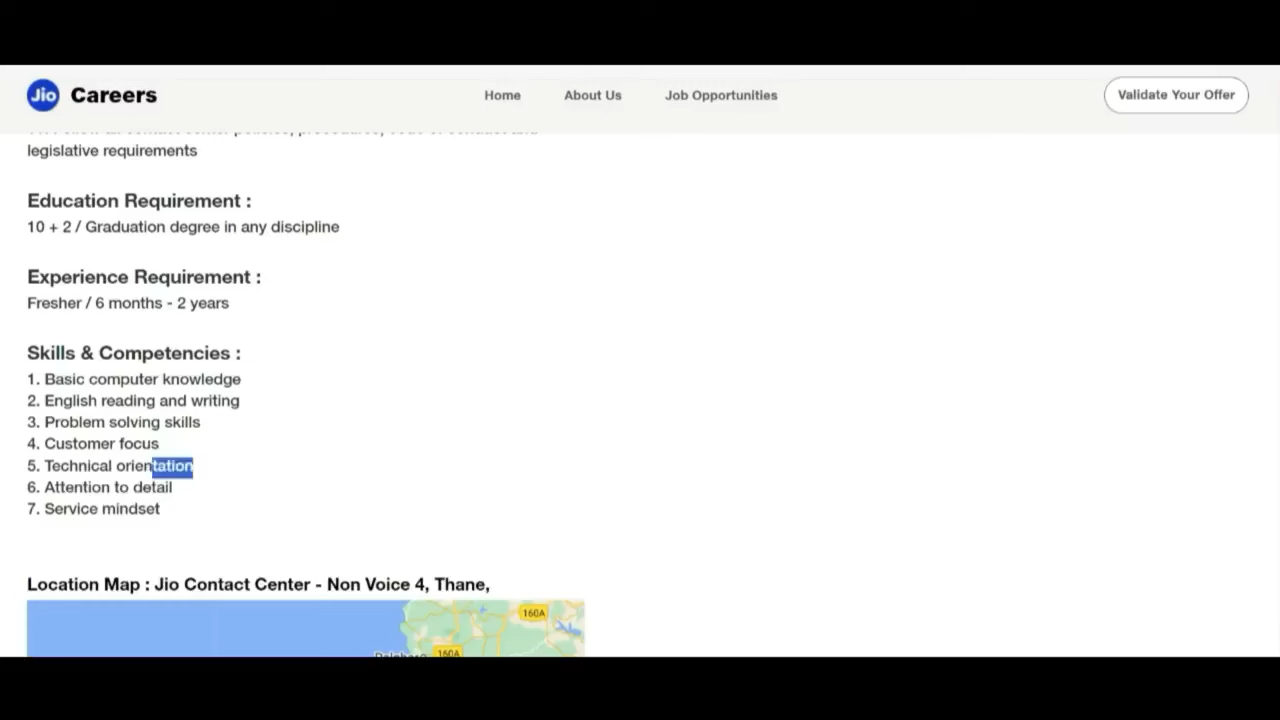 Jio Careers
Home
About Us
Job Opportunities
Validate Your Offer
legislative requirements
Education Requirement :
10 + 2 / Graduation degree in any discipline
Experience Requirement :
Fresher / 6 months - 2 years
Skills & Competencies :
1. Basic computer knowledge
2. English reading and writing
3. Problem solving skills
4. Customer focus
5. Technical orientation
6. Attention to detail
7. Service mindset
Location Map : Jio Contact Center - Non Voice 4, Thane,
160A
160A